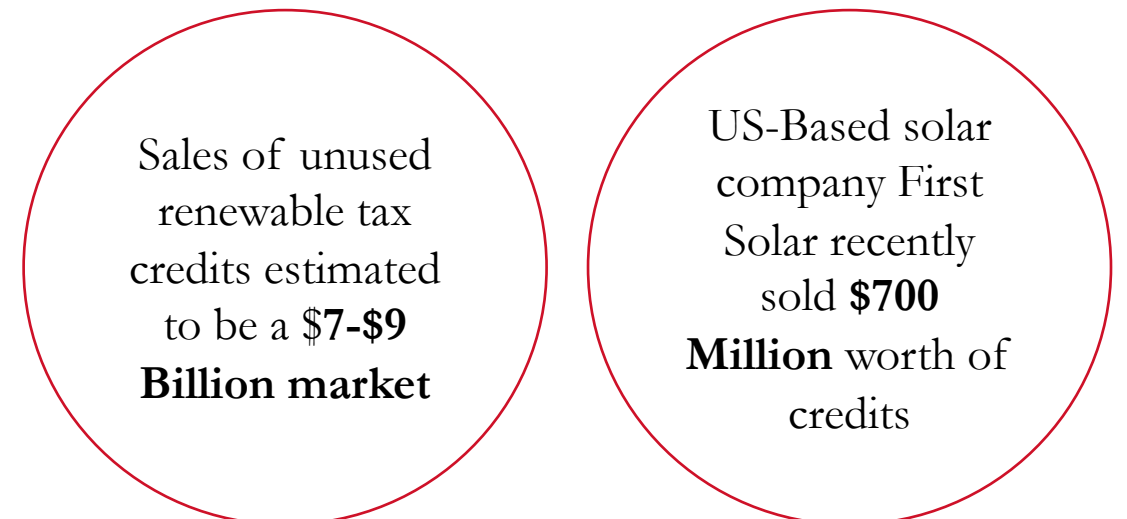 Sales of unused
renewable tax
credits estimated
to be a $7-$9
Billion market
US-Based solar
company First
Solar recently
sold $700
Million worth of
credits